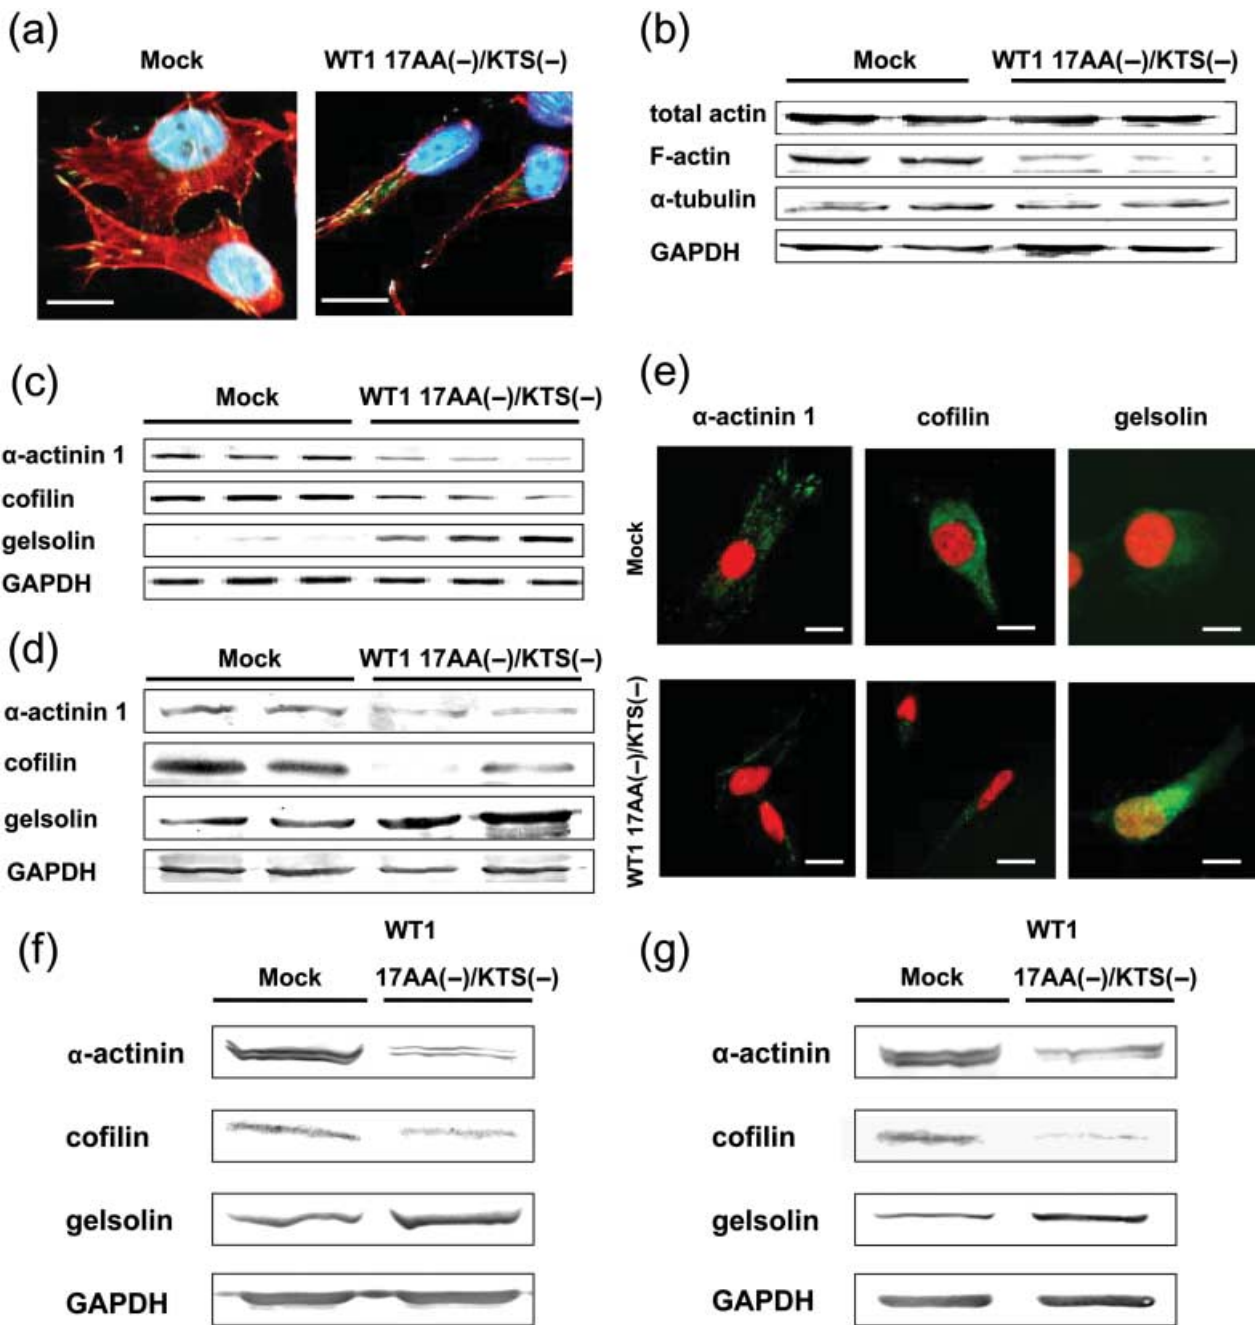 (a)
Mock WT1 17AA(–)/KTS(–)
(b)
Mock WT1 17AA(–)/KTS(–)
total actin
F-actin
α-tubulin
GAPDH
(c)
Mock WT1 17AA(–)/KTS(–)
α-actinin 1
cofilin
gelsolin
GAPDH
(d)
Mock WT1 17AA(–)/KTS(–)
α-actinin 1
cofilin
gelsolin
GAPDH
(e)
α-actinin 1 cofilin gelsolin
Mock
WT1 17AA(–)/KTS(–)
(f)
WT1
Mock 17AA(–)/KTS(–)
α-actinin
cofilin
gelsolin
GAPDH
(g)
WT1
Mock 17AA(–)/KTS(–)
α-actinin
cofilin
gelsolin
GAPDH